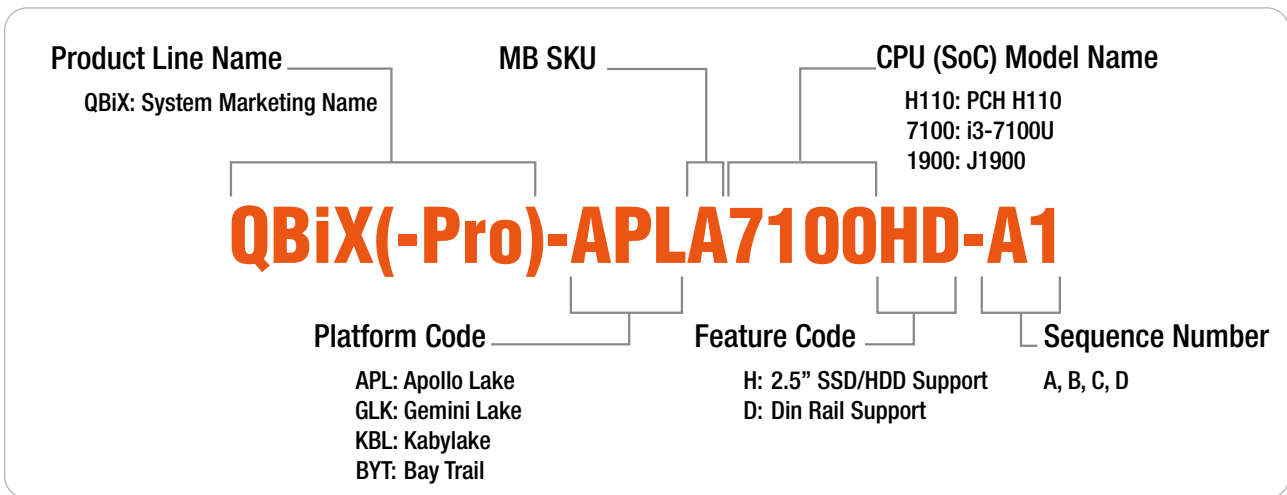 Product Line Name
QBiX: System Marketing Name
MB SKU
CPU (SoC) Model Name
H110: PCH H110
7100: i3-7100U
1900: J1900
QBiX(-Pro)-APLA7100HD-A1
Platform Code
APL: Apollo Lake
GLK: Gemini Lake
KBL: Kabylake
BYT: Bay Trail
Feature Code
H: 2.5” SSD/HDD Support
D: Din Rail Support
Sequence Number
A, B, C, D